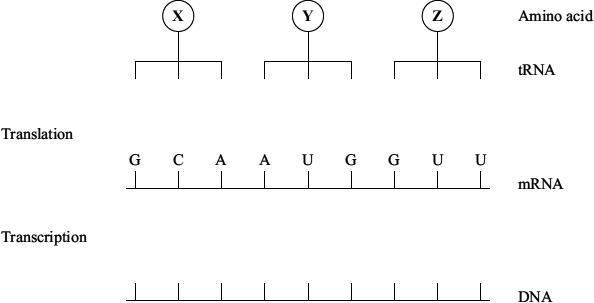 X Y Z Amino acid
tRNA
Translation
G C A A U G G U U
mRNA
Transcription
DNA